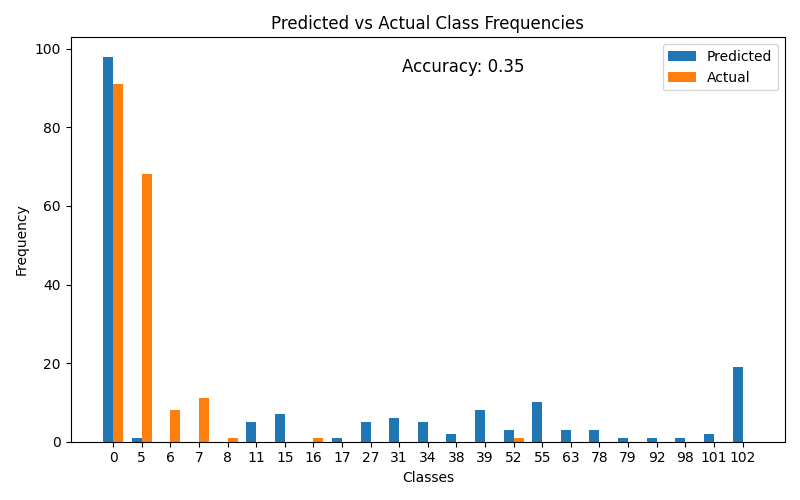 Predicted vs Actual Class Frequencies
Accuracy: 0.35
Predicted
Actual
Frequency
100
80
60
40
20
0
0 5 6 7 8 11 15 16 17 27 31 34 38 39 52 55 63 78 79 92 98 101 102
Classes